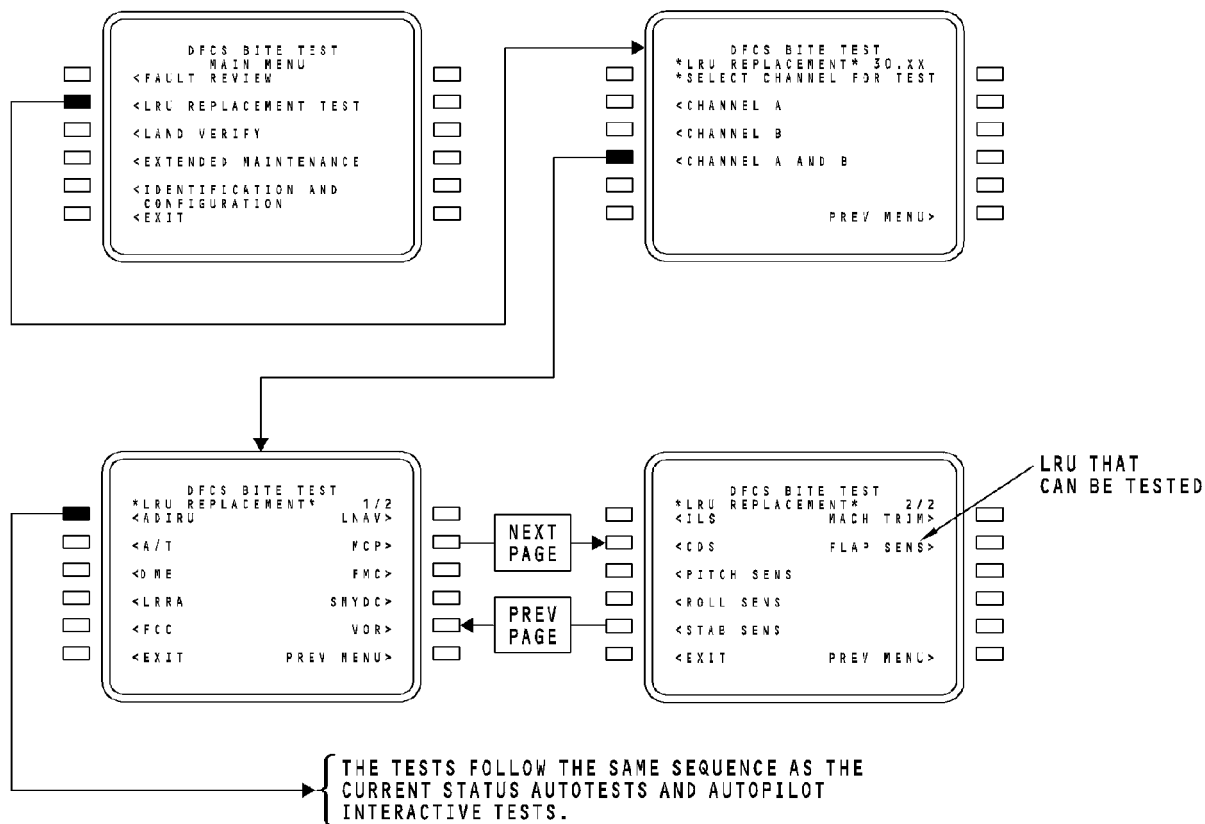 DFCS BITE TEST
MAIN MENU
<FAULT REVIEW
<LRU REPLACEMENT TEST
<LAND VERIFY
<EXTENDED MAINTENANCE
<IDENTIFICATION AND
CONFIGURATION
<EXIT
DFCS BITE TEST
*LRU REPLACEMENT* 30.XX
*SELECT CHANNEL FOR TEST
<CHANNEL A
<CHANNEL B
<CHANNEL A AND B
PREV MENU>
DFCS BITE TEST
*LRU REPLACEMENT* 1/2
<ADIRU LNAV>
<A/T MCP>
<DME FMC>
<LRRA SMYDC>
<FCC VOR>
<EXIT PREV MENU>
NEXT
PAGE
PREV
PAGE
DFCS BITE TEST
*LRU REPLACEMENT* 2/2
<ILS MACH TRIM>
<CDS FLAP SENS>
<PITCH SENS
<ROLL SENS
<STAB SENS
<EXIT PREV MENU>
LRU THAT
CAN BE TESTED
THE TESTS FOLLOW THE SAME SEQUENCE AS THE
CURRENT STATUS AUTOTESTS AND AUTOPILOT
INTERACTIVE TESTS.